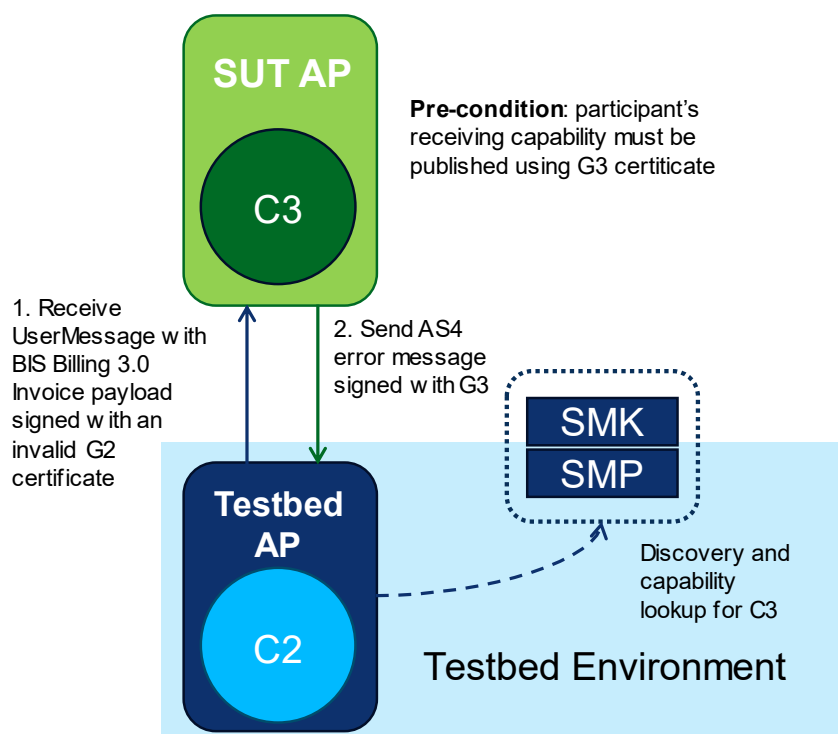 SUT AP
C3
Pre-condition: participant's
receiving capability must be
published using G3 certiticate
1. Receive
UserMessage with
BIS Billing 3.0
Invoice payload
signed with an
invalid G2
certificate
2. Send AS4
error message
signed with G3
SMK
SMP
Testbed
AP
C2
Discovery and
capability
lookup for C3
Testbed Environment